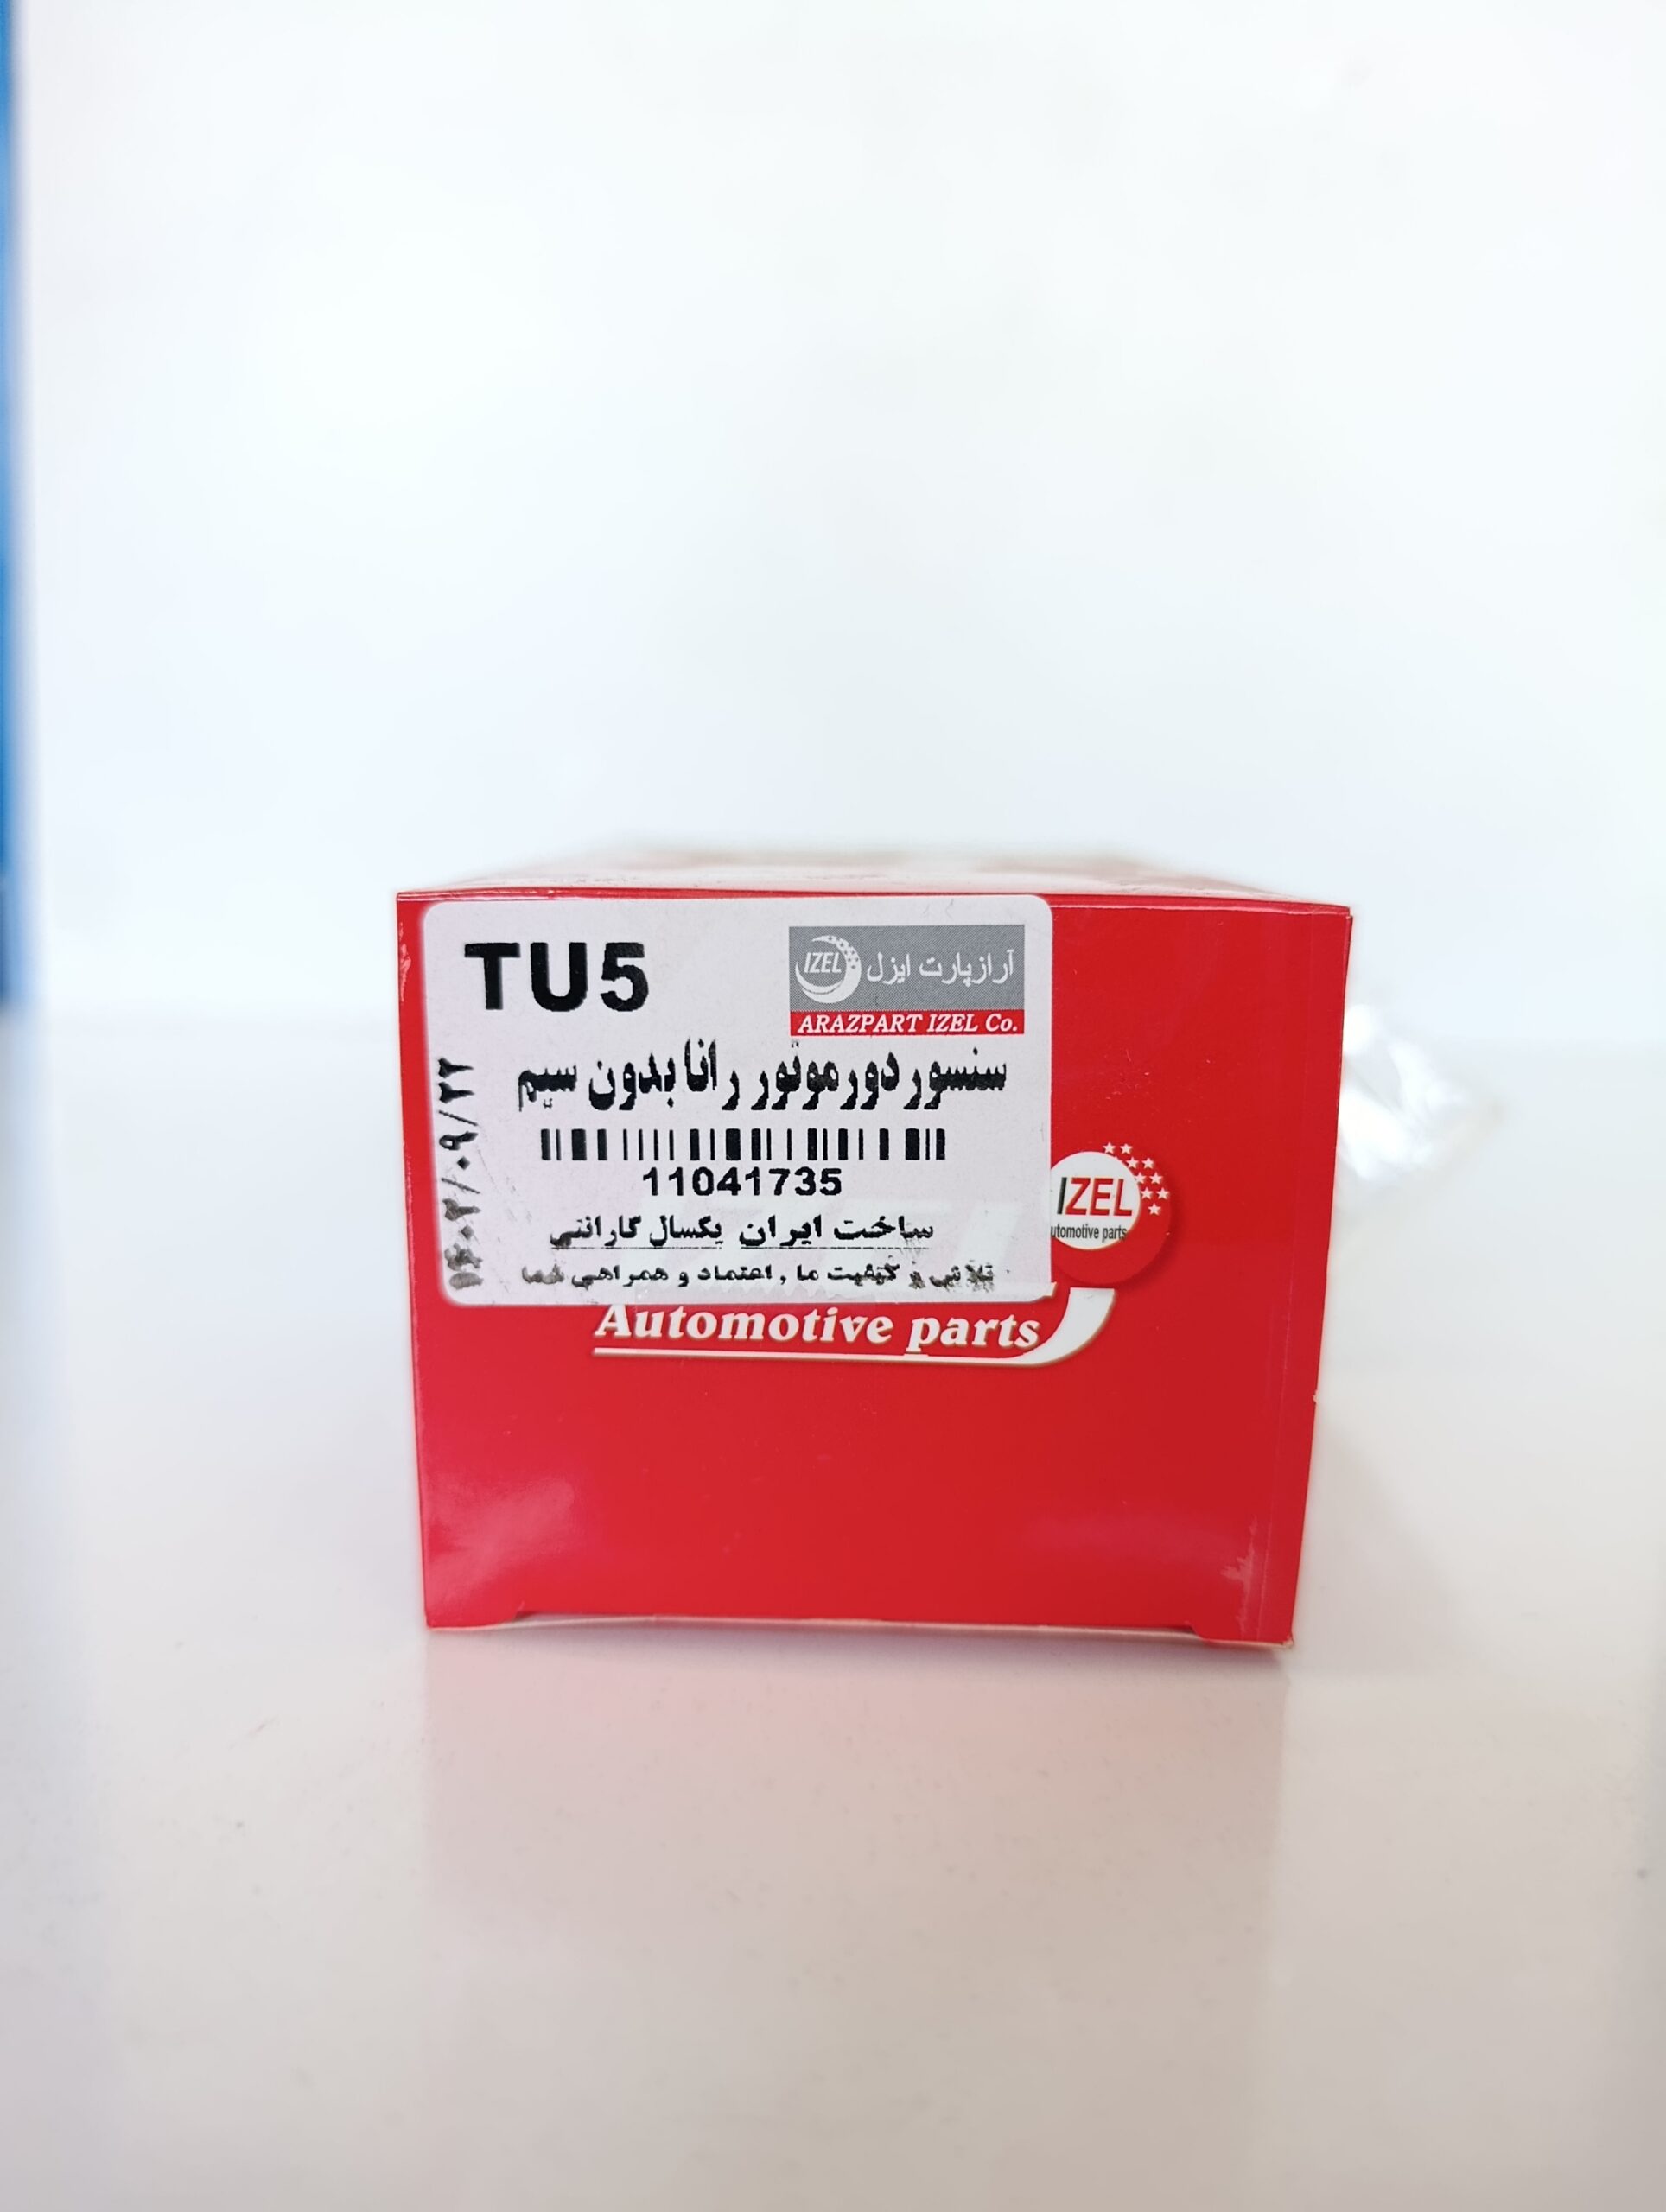 TU5
IZEL
آرازپارت ایزل
ARAZPART IZEL Co.
سنسور دور موتور رانا بدون سیم
11041735
ساخت ایران یکسال گارانتی
تلاش و کیفیت ما , اعتماد و همراهی شما
۱۴۰۲/۰۹/۲۲
IZEL
utomotive parts
Automotive parts